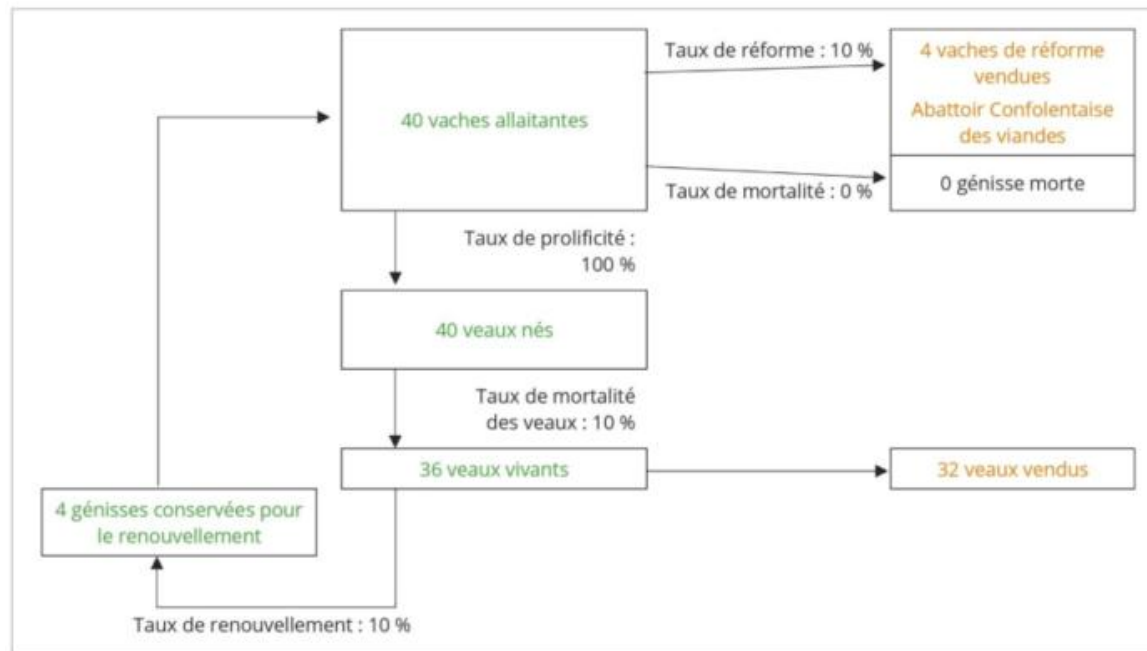 Taux de réforme : 10 %
4 vaches de réforme
vendues
Abattoir Confolentaise
des viandes
40 vaches allaitantes
Taux de mortalité : 0 %
0 génisse morte
Taux de prolificité :
100 %
40 veaux nés
Taux de mortalité
des veaux : 10 %
36 veaux vivants
32 veaux vendus
4 génisses conservées pour
le renouvellement
Taux de renouvellement : 10 %